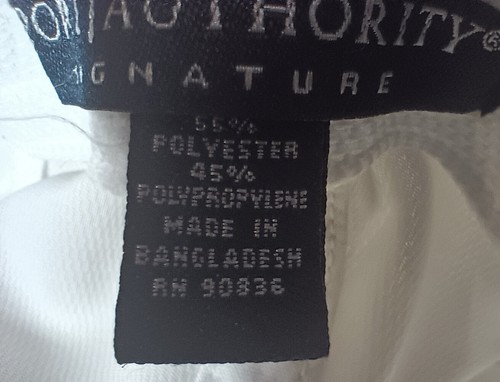 AUTHORITY®
GNATURE
55%
POLYESTER
45%
POLYPROPYLENE
MADE IN
BANGLADESH
RN 90836